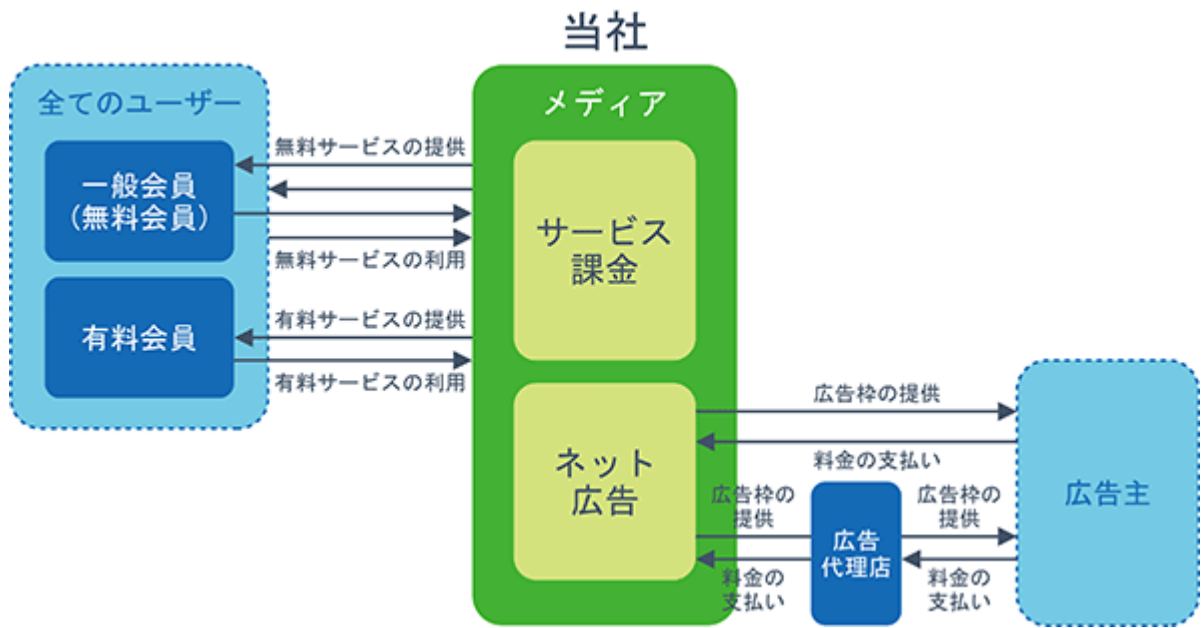 当社
全てのユーザー
一般会員
（無料会員）
有料会員
無料サービスの提供
無料サービスの利用
有料サービスの提供
有料サービスの利用
メディア
サービス
課金
ネット
広告
広告枠の提供
料金の支払い
広告枠の
提供
料金の
支払い
広告
代理店
広告枠の
提供
料金の
支払い
広告主